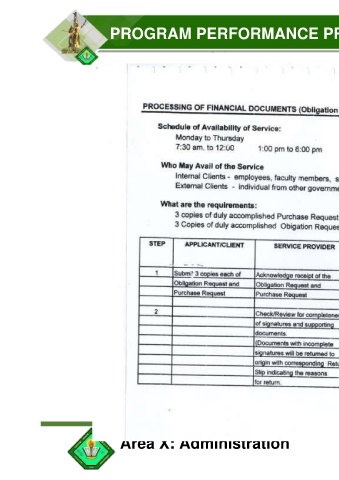 PROGRAM PERFORMANCE PR
PROCESSING OF FINANCIAL DOCUMENTS (Obligation
Schedule of Availability of Service:
Monday to Thursday
7:30 am. to 12:00 1:00 pm to 6:00 pm
Who May Avail of the Service
Internal Clients - employees, faculty members, s
External Clients - Individual from other governme
What are the requirements:
3 copies of duly accomplished Purchase Request
3 Copies of duly accomplished Obigation Reques
STEP APPLICANT/CLIENT SERVICE PROVIDER
1 Submit 3 copies each of Acknowledge receipt of the
Obligation Request and Obligation Request and
Purchase Request Purchase Request
2 Check/Review for completenes
of signatures and supporting
documents.
(Documents with incomplete
signatures will be returned to
origin with corresponding Retu
Slip indicating the reasons
for return.
Area X: Administration